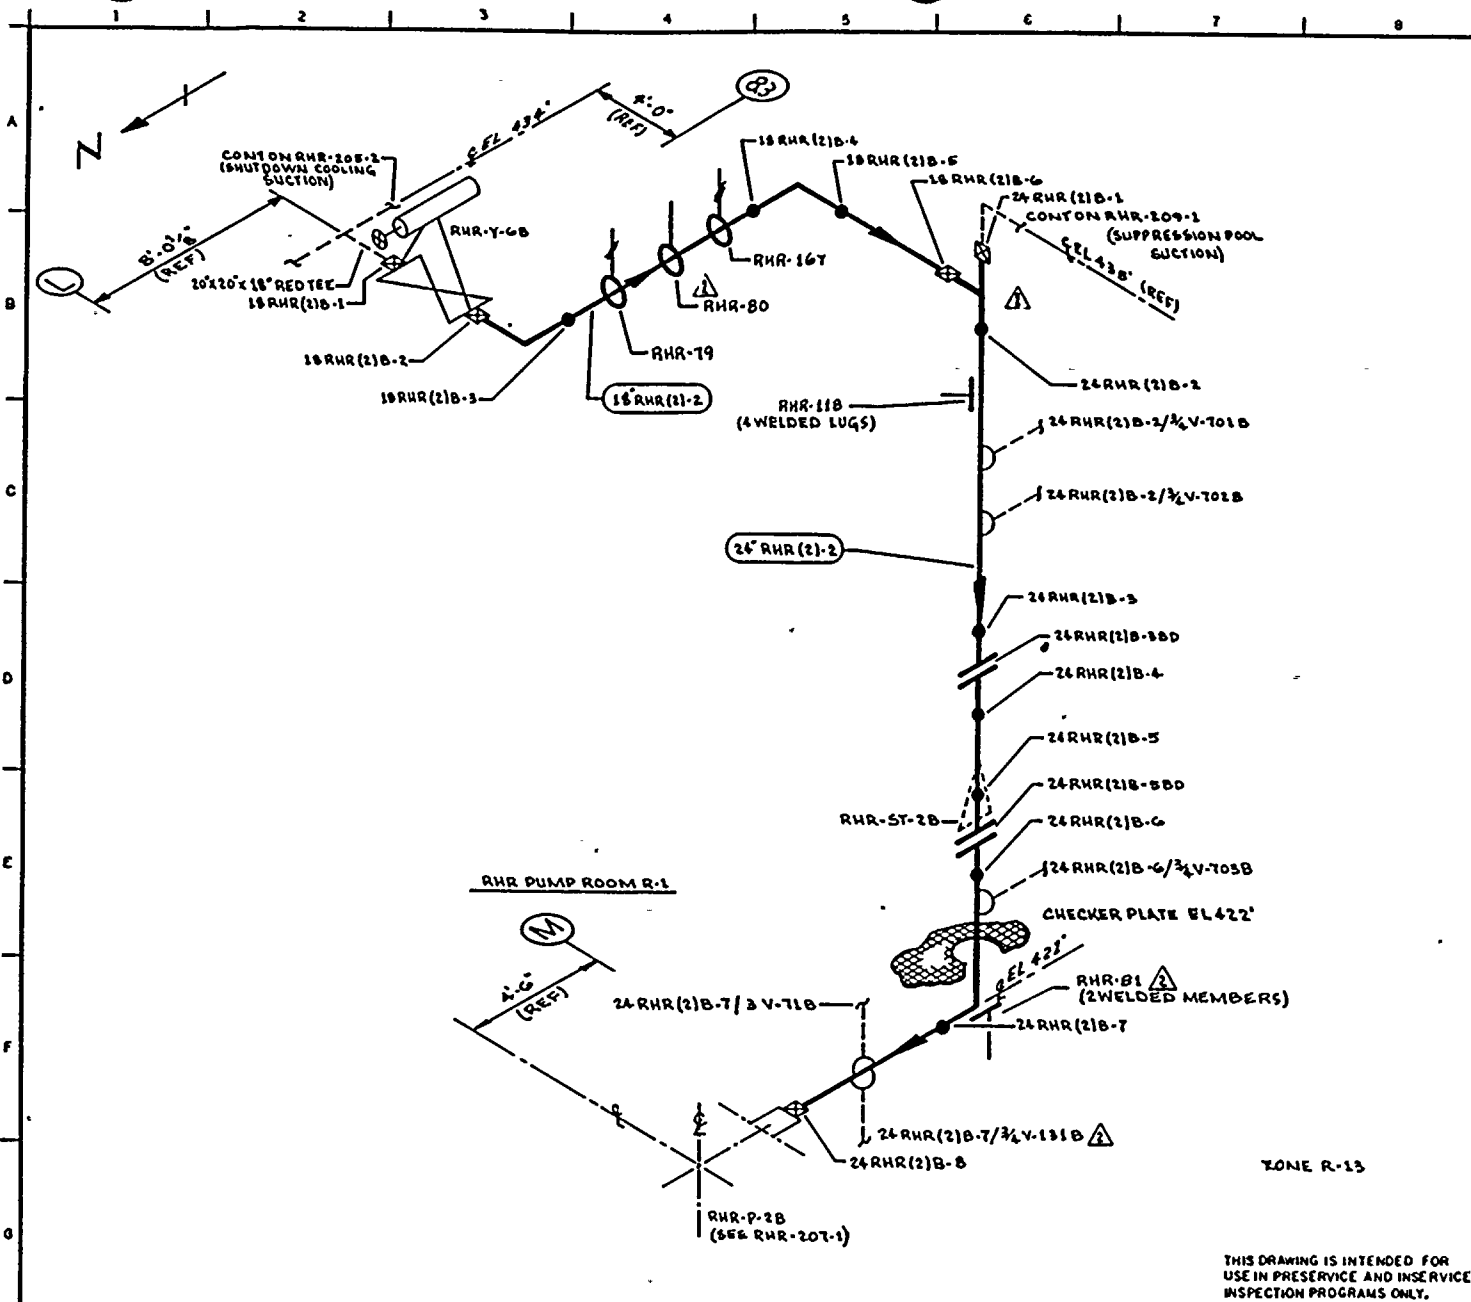 1 2 3 4 5 6 7 8
A
B
C
D
E
F
G
N
83
4 EL 434'
(REF)
CONT ON RHR-205-2
(SHUTDOWN COOLING
SUCTION)
8'-0⅞"
(REF)
L
RHR-V-6B
20"X20"X18" RED TEE
18RHR(2)B-1
18RHR(2)B-2
18RHR(2)B-3
18"RHR(2)-2
RHR-79
RHR-80
RHR-167
18RHR(2)B-4
18RHR(2)B-5
18RHR(2)B-6
24RHR(2)B-1
CONT ON RHR-209-1
(SUPPRESSION POOL
SUCTION)
EL 438' (REF)
24RHR(2)B-2
RHR-118
(4 WELDED LUGS)
24RHR(2)B-2/¾V-701B
24RHR(2)B-2/¾V-702B
24"RHR(2)-2
24RHR(2)B-3
24RHR(2)B-3BD
24RHR(2)B-4
24RHR(2)B-5
24RHR(2)B-5BD
RHR-ST-2B
24RHR(2)B-6
24RHR(2)B-6/¾V-703B
RHR PUMP ROOM R-1
CHECKER PLATE EL 422'
M
EL 421'
4'-6"
(REF)
RHR-81 2
(2 WELDED MEMBERS)
24RHR(2)B-7/3V-71B
24RHR(2)B-7
24RHR(2)B-7/¾V-131B 2
24RHR(2)B-8
RHR-P-2B
(SEE RHR-207-1)
ZONE R-13
THIS DRAWING IS INTENDED FOR
USE IN PRESERVICE AND INSERVICE
INSPECTION PROGRAMS ONLY.